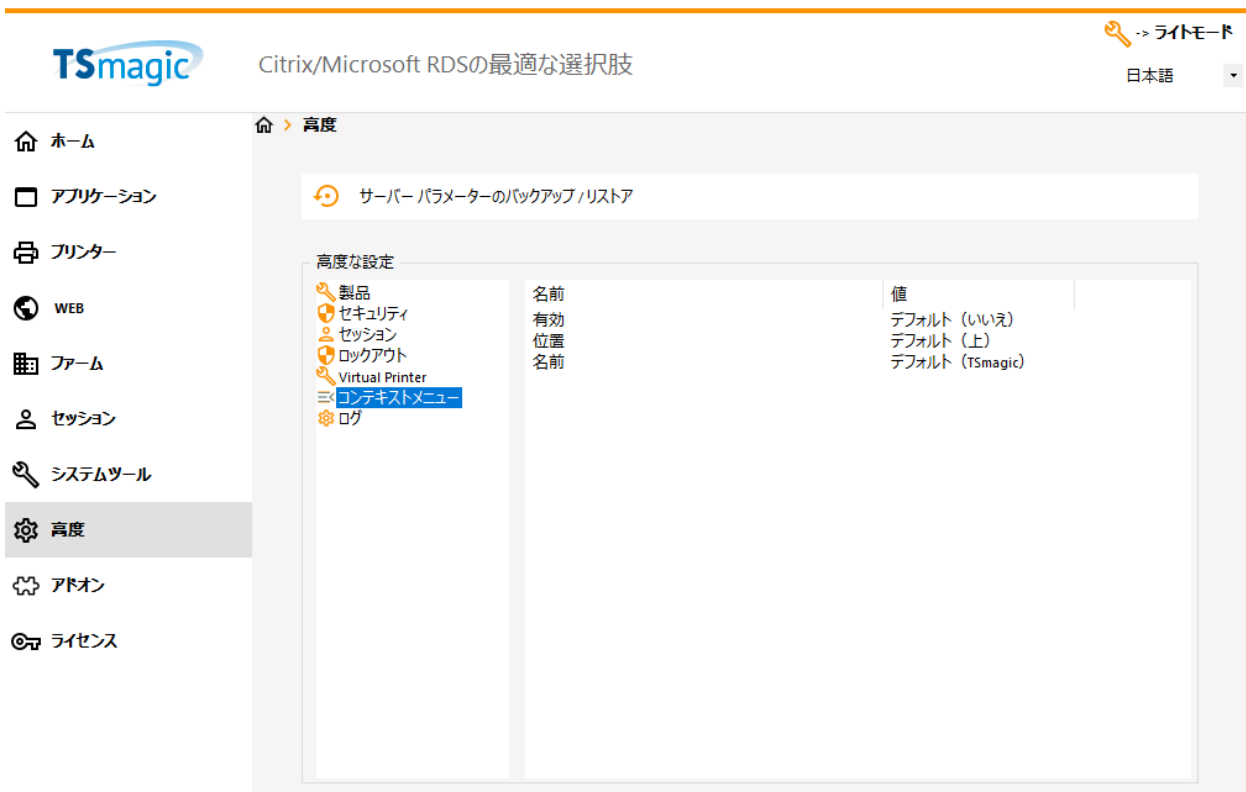 -> ライトモード
TSmagic
Citrix/Microsoft RDSの最適な選択肢
日本語
ホーム
アプリケーション
プリンター
WEB
ファーム
セッション
システムツール
高度
アドオン
ライセンス
> 高度
サーバー パラメーターのバックアップ / リストア
高度な設定
製品
セキュリティ
セッション
ロックアウト
Virtual Printer
コンテキストメニュー
ログ
名前 値
有効 デフォルト（いいえ）
位置 デフォルト（上）
名前 デフォルト（TSmagic）